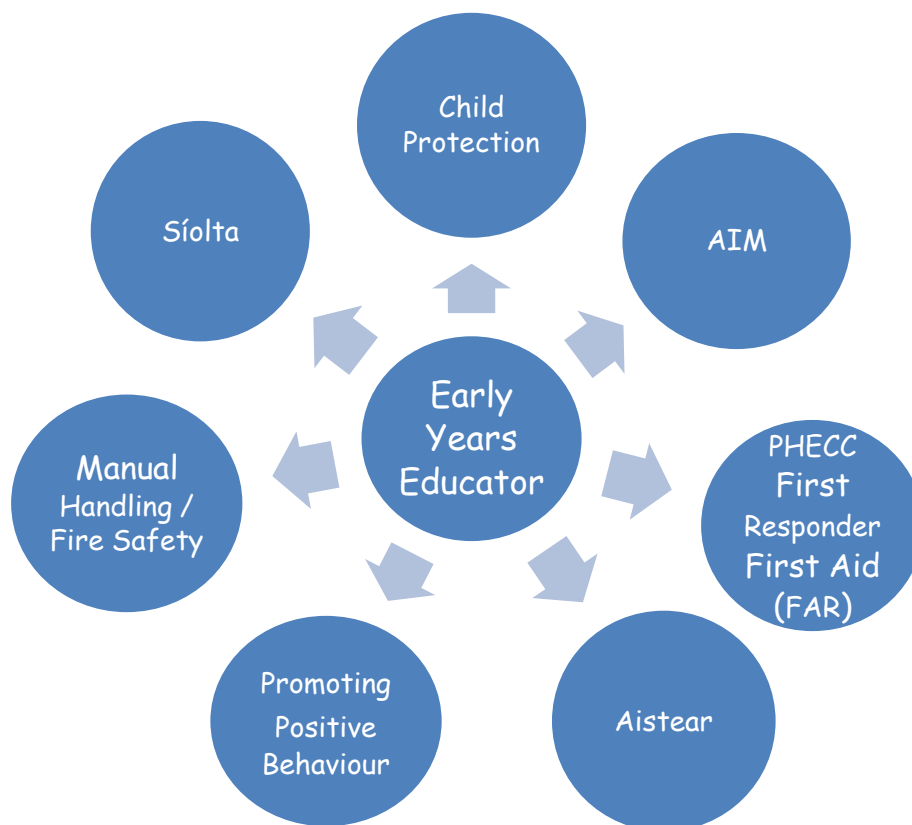 Child
Protection
Síolta
AIM
Early
Years
Educator
Manual
Handling /
Fire Safety
PHECC
First
Responder
First Aid
(FAR)
Promoting
Positive
Behaviour
Aistear